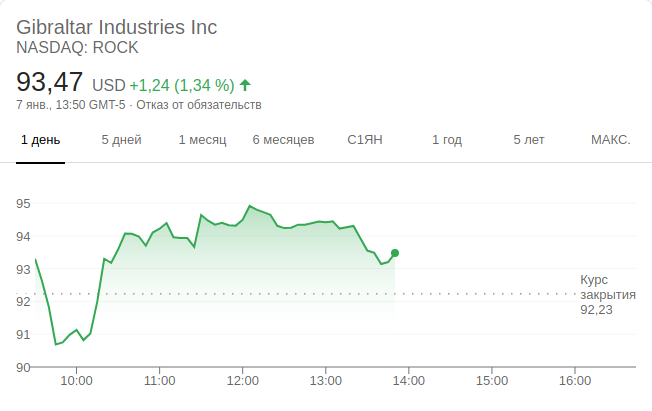 Gibraltar Industries Inc
NASDAQ: ROCK
93,47 USD +1,24 (1,34 %)
7 янв., 13:50 GMT-5 · Отказ от обязательств
1 день 5 дней 1 месяц 6 месяцев С1ЯН 1 год 5 лет МАКС.
95
94
93
Курс
закрытия
92,23
92
91
90
10:00 11:00 12:00 13:00 14:00 15:00 16:00